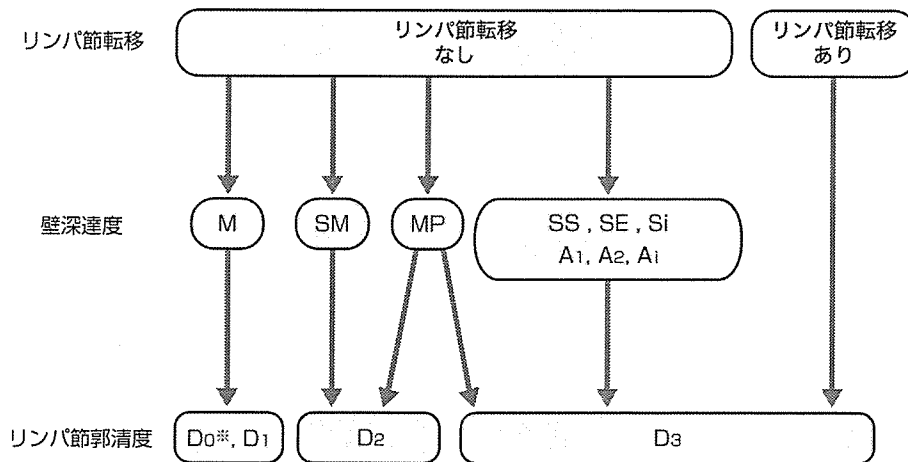 リンパ節転移
リンパ節転移
なし
リンパ節転移
あり
壁深達度
M
SM
MP
SS , SE , Si
A1, A2, Ai
リンパ節郭清度
D0※, D1
D2
D3